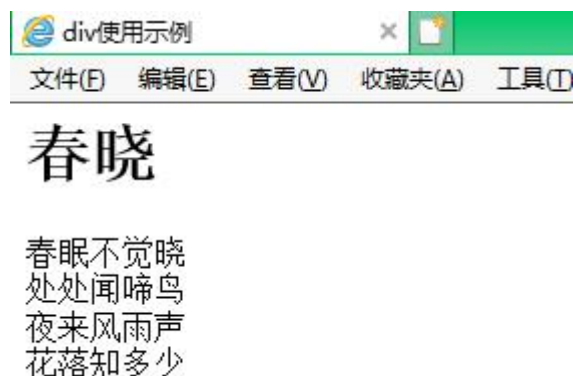 div使用示例
文件(F) 编辑(E) 查看(V) 收藏夹(A) 工具(T)
春晓
春眠不觉晓
处处闻啼鸟
夜来风雨声
花落知多少